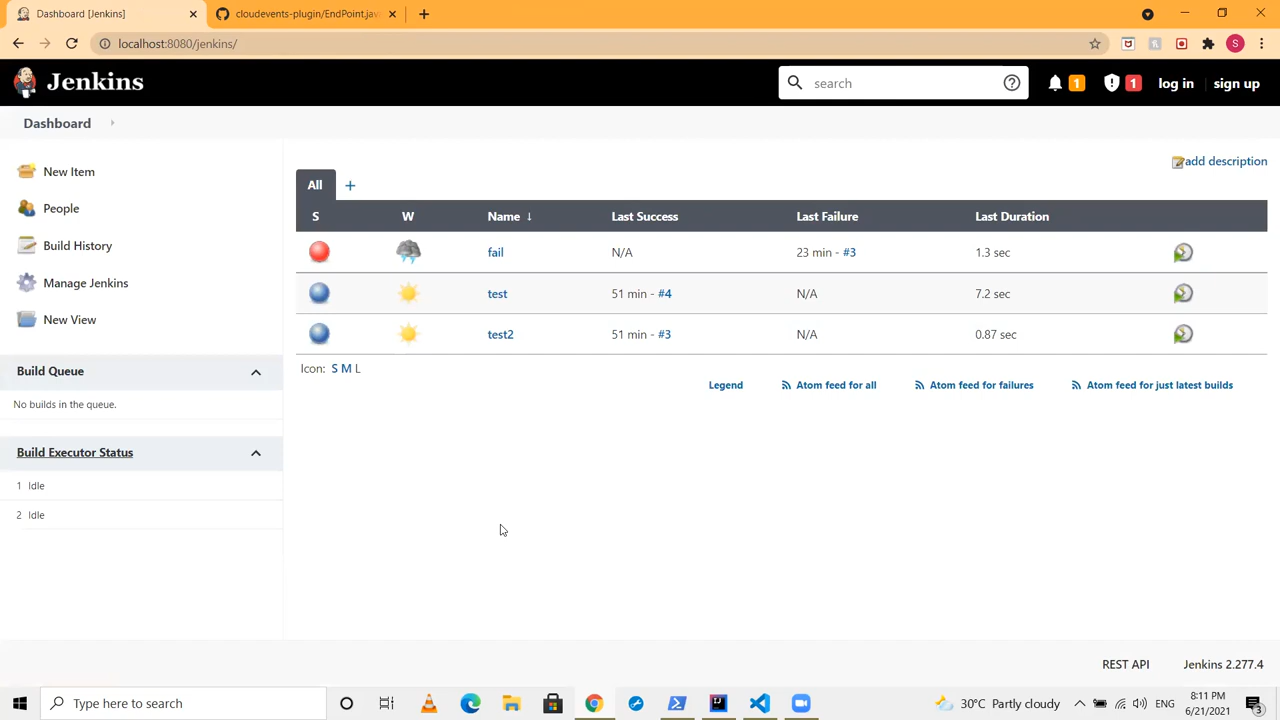 Dashboard [Jenkins]
cloudevents-plugin/EndPoint.jav
localhost:8080/jenkins/
S
Jenkins
search
1
1
log in
sign up
Dashboard
New Item
People
Build History
Manage Jenkins
New View
Build Queue
No builds in the queue.
Build Executor Status
1 Idle
2 Idle
add description
All +
S W Name ↓ Last Success Last Failure Last Duration
fail N/A 23 min - #3 1.3 sec
test 51 min - #4 N/A 7.2 sec
test2 51 min - #3 N/A 0.87 sec
Icon: S M L
Legend Atom feed for all Atom feed for failures Atom feed for just latest builds
REST API Jenkins 2.277.4
Type here to search
30°C Partly cloudy
ENG
8:11 PM
6/21/2021
3